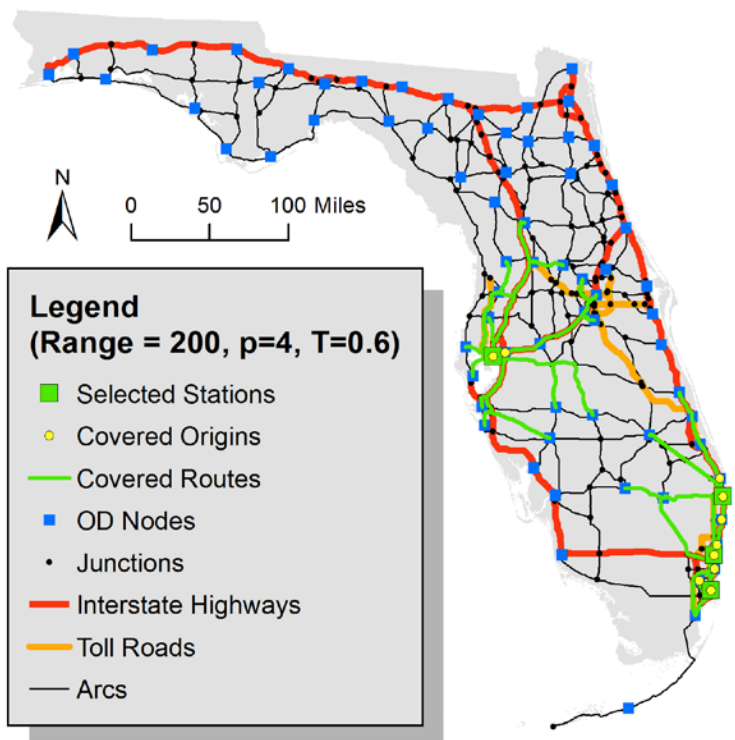 N
0 50 100 Miles
Legend
(Range = 200, p=4, T=0.6)
Selected Stations
Covered Origins
Covered Routes
OD Nodes
Junctions
Interstate Highways
Toll Roads
Arcs